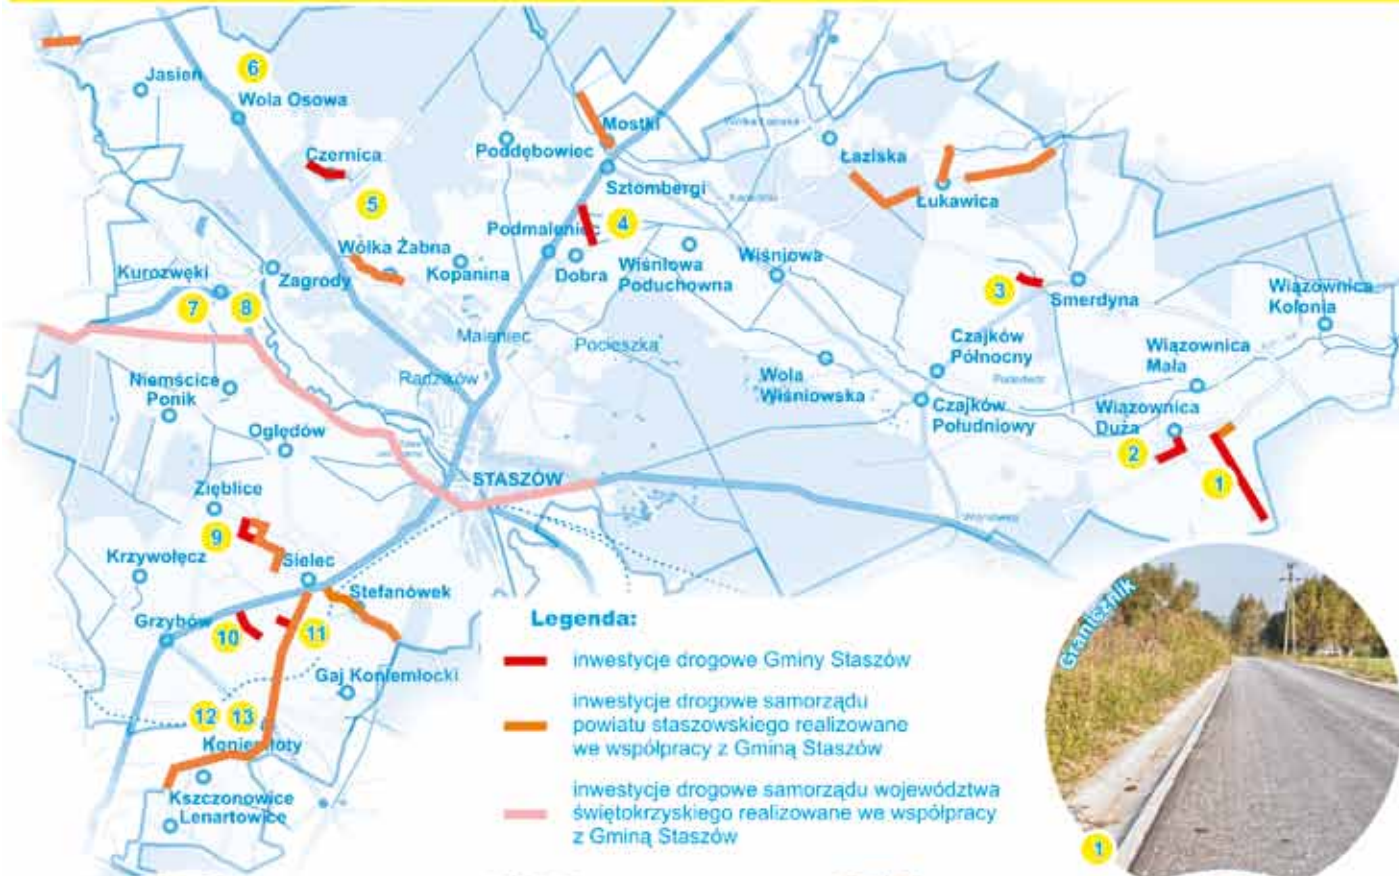 6
Jasień
Wola Osowa
Mostki
Czernica
Poddębowiec
Łaziska
Sztombergi
Łukawica
5
4
Podmaleniec
Wólka Żabna
Kopanina
Dobra
Wiśniowa
Poduchowna
Wiśniowa
Kurozwęki
Zagrody
7
8
3
Smerdyna
Wiązownica
Kolonia
Maleniec
Pocieszka
Radzików
Czajków
Północny
Wiązownica
Mała
Niemścice
Ponik
Wola
Wiśniowska
Czajków
Południowy
Wiązownica
Duża
2
1
Oględów
STASZÓW
Zięblice
9
Krzywołęcz
Sielec
Stefanówek
Grzybów
10
11
Gaj Koniemłocki
12
13
Koniemłoty
Kszczonowice
Lenartowice
Legenda:
inwestycje drogowe Gminy Staszów
inwestycje drogowe samorządu
powiatu staszowskiego realizowane
we współpracy z Gminą Staszów
inwestycje drogowe samorządu województwa
świętokrzyskiego realizowane we współpracy
z Gminą Staszów
Granicznik
1